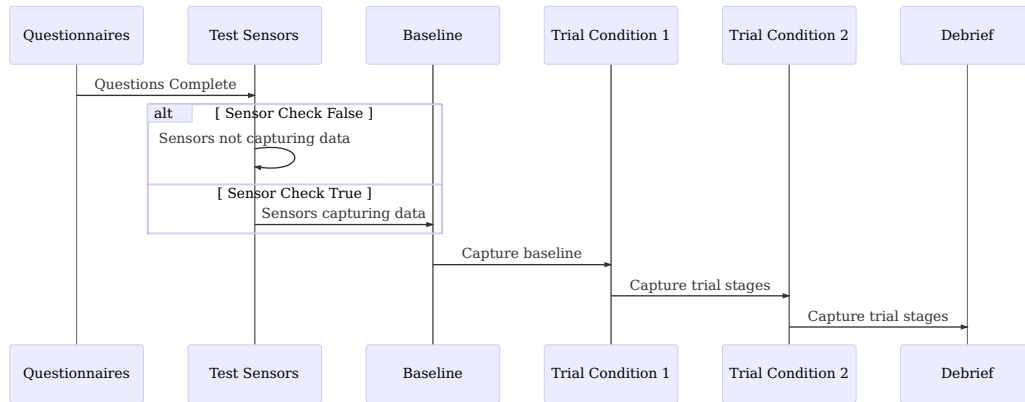 Questionnaires
Test Sensors
Baseline
Trial Condition 1
Trial Condition 2
Debrief
Questions Complete
alt
[ Sensor Check False ]
Sensors not capturing data
[ Sensor Check True ]
Sensors capturing data
Capture baseline
Capture trial stages
Capture trial stages
Questionnaires
Test Sensors
Baseline
Trial Condition 1
Trial Condition 2
Debrief